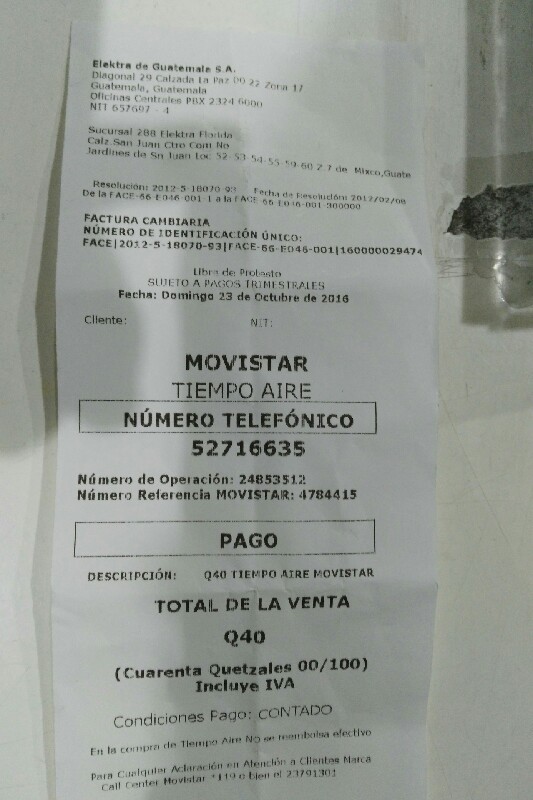 Elektra de Guatemala S.A.
Diagonal 29 Calzada La Paz 00 22 Zona 17
Guatemala, Guatemala
Oficinas Centrales PBX 2324 6000
NIT 657697 - 4
Sucursal 288 Elektra Florida
Calz.San Juan Ctro Com No
Jardines de Sn Juan Loc 52-53-54-55-59-60 Z 7 de Mixco,Guate
Resolución: 2012-5-18070-93 Fecha de Resolución: 2012/02/09
De la FACE-66-E046-001-1 a la FACE-66-E046-001-300000
FACTURA CAMBIARIA
NÚMERO DE IDENTIFICACIÓN ÚNICO:
FACE|2012-5-18070-93|FACE-66-E046-001|160000029474
Libre de Protesto
SUJETO A PAGOS TRIMESTRALES
Fecha: Domingo 23 de Octubre de 2016
Cliente: NIT:
MOVISTAR
TIEMPO AIRE
NÚMERO TELEFÓNICO
52716635
Número de Operación: 24853512
Número Referencia MOVISTAR: 4784415
PAGO
DESCRIPCIÓN: Q40 TIEMPO AIRE MOVISTAR
TOTAL DE LA VENTA
Q40
(Cuarenta Quetzales 00/100)
Incluye IVA
Condiciones Pago: CONTADO
En la compra de Tiempo Aire No se reembolsa efectivo
Para Cualquier Aclaración en Atención a Clientes Marca
Call Center Movistar *119 o bien el 23791301